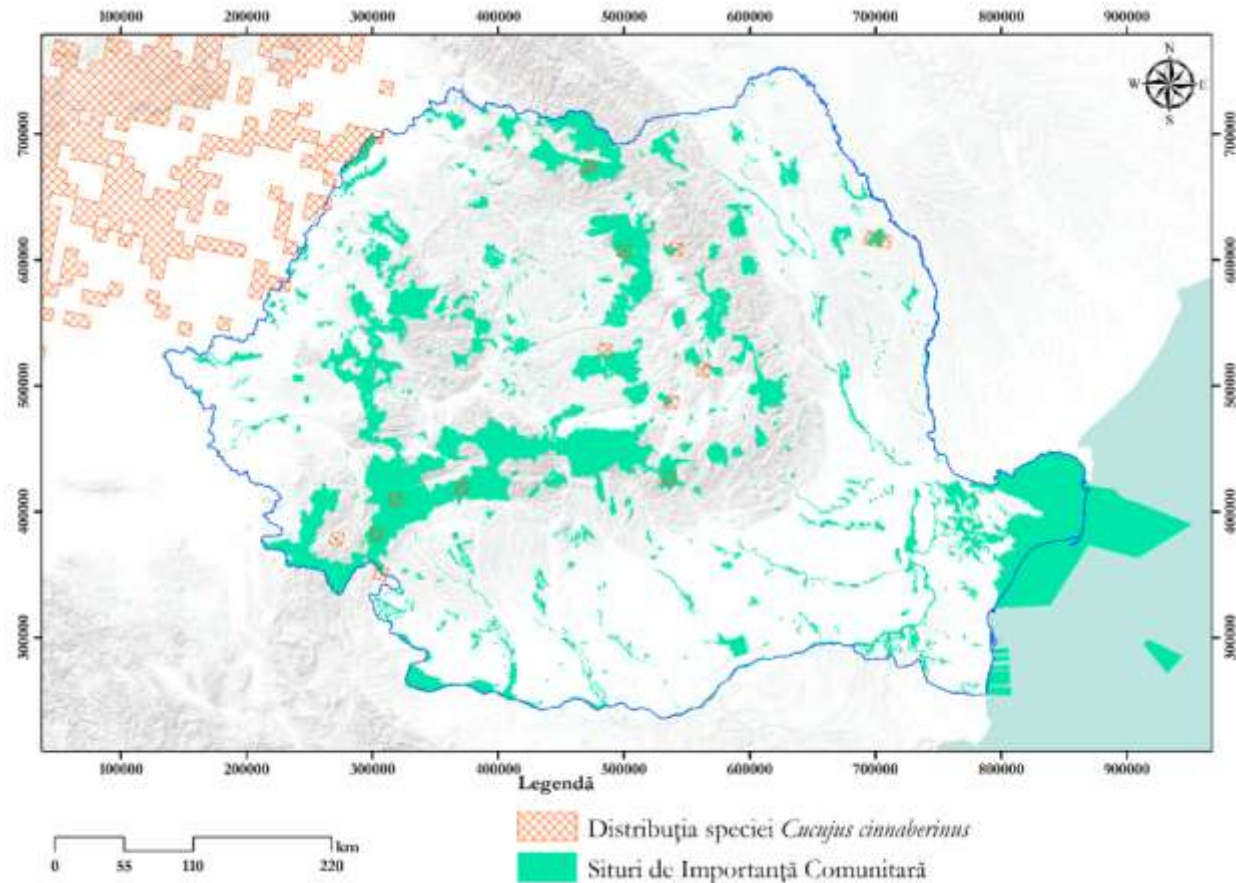 100000 200000 300000 400000 500000 600000 700000 800000 900000
N
W E
S
700000 700000
600000 600000
500000 500000
400000 400000
300000 300000
100000 200000 300000 400000 500000 600000 700000 800000 900000
Legendă
Distribuția speciei Cucujus cinnaberinus
km
0 55 110 220
Situri de Importanță Comunitară